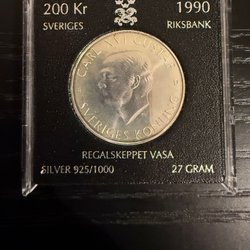 200 Kr 1990
SVERIGES RIKSBANK
CARL XVI GUSTAF
SVERIGES KONUNG
REGALSKEPPET VASA
SILVER 925/1000 27 GRAM